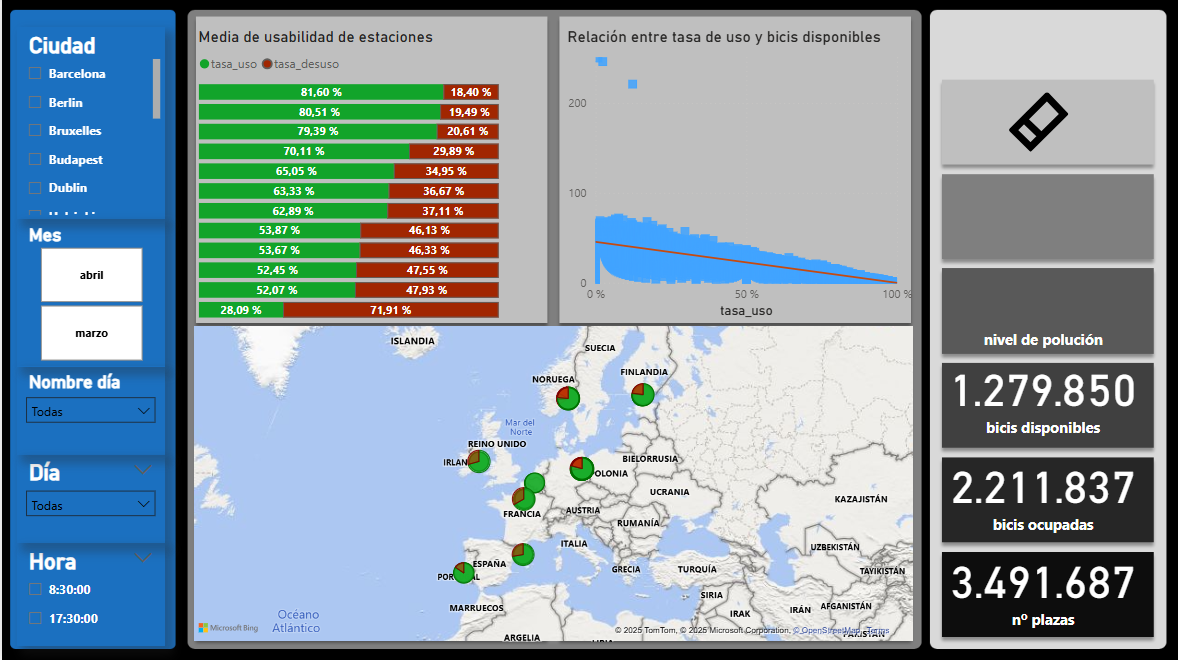 Ciudad
Barcelona
Berlin
Bruxelles
Budapest
Dublin
Mes
abril
marzo
Nombre día
Todas
Día
Todas
Hora
8:30:00
17:30:00
Media de usabilidad de estaciones
tasa_uso tasa_desuso
81,60 % 18,40 %
80,51 % 19,49 %
79,39 % 20,61 %
70,11 % 29,89 %
65,05 % 34,95 %
63,33 % 36,67 %
62,89 % 37,11 %
53,87 % 46,13 %
53,67 % 46,33 %
52,45 % 47,55 %
52,07 % 47,93 %
28,09 % 71,91 %
Relación entre tasa de uso y bicis disponibles
200
100
0
0 % 50 % 100 %
tasa_uso
ISLANDIA
SUECIA
FINLANDIA
NORUEGA
Mar del
Norte
REINO UNIDO
IRLAN
BIELORRUSIA
POLONIA
UCRANIA
KAZAJISTÁN
FRANCIA
AUSTRIA
RUMANÍA
ITALIA
UZBEKISTÁN
ESPAÑA
GRECIA
TURQUÍA
TAYIKISTÁN
SIRIA
MARRUECOS
IRAK
IRÁN
AFGANISTÁN
Océano
Atlántico
ARGELIA
PAKISTÁN
Microsoft Bing
© 2025 TomTom, © 2025 Microsoft Corporation, © OpenStreetMap Terms
nivel de polución
1.279.850
bicis disponibles
2.211.837
bicis ocupadas
3.491.687
nº plazas